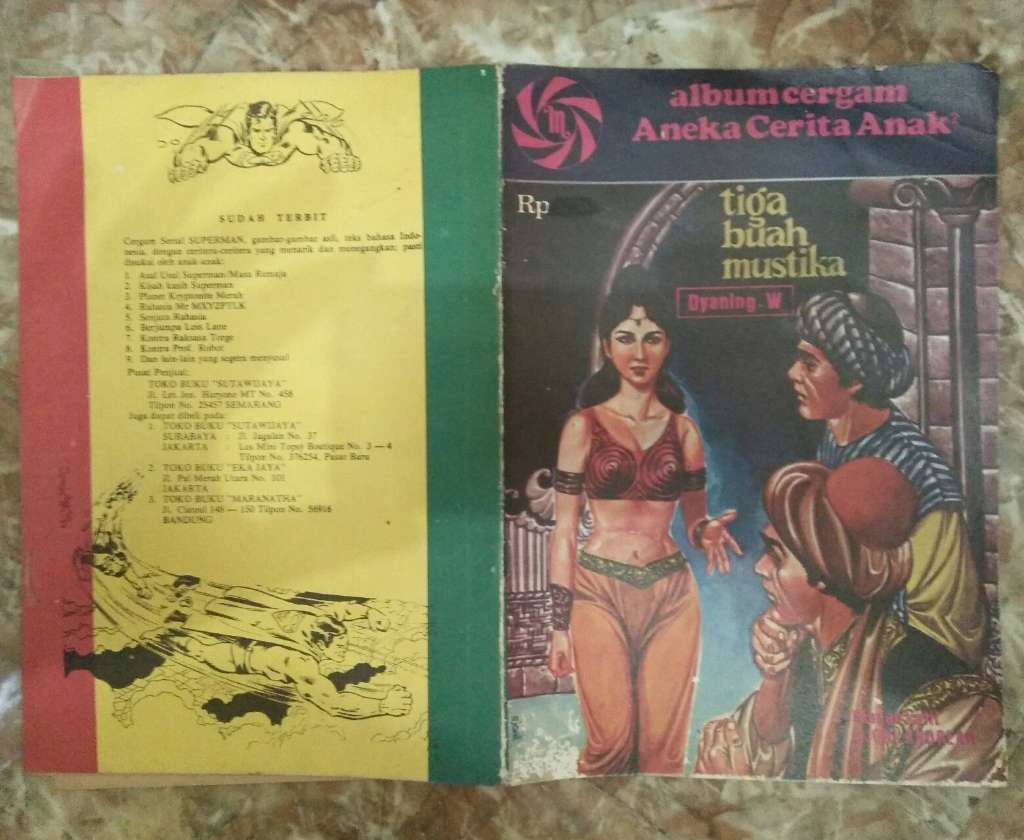 SUDAH TERBIT
Cergam Serial SUPERMAN, gambar-gambar asli, teks bahasa Indo-
nesia, dengan ceritera-ceritera yang menarik dan menegangkan; pasti
disukai oleh anak-anak:
1. Asal Usul Superman/Masa Remaja
2. Kisah kasih Superman
3. Planet Kryptonite Merah
4. Rahasia Mr MXYZPTLK
5. Senjata Rahasia
6. Berjumpa Lois Lane
7. Kontra Raksasa Tirge
8. Kontra Prof. Robot
9. Dan lain-lain yang segera menyusul
Pusat Penjual:
TOKO BUKU "SUTAWIJAYA"
Jl. Let. Jen. Haryono MT No. 458
Tilpon No. 25457 SEMARANG
Juga dapat dibeli pada:
1. TOKO BUKU "SUTAWIJAYA"
SURABAYA : Jl. Jagalan No. 37
JAKARTA : Los Mini Topsy Boutique No. 3 — 4
Tilpon No. 376254, Pasar Baru
2. TOKO BUKU "EKA JAYA"
Jl. Pal Merah Utara No. 101
JAKARTA
3. TOKO BUKU "MARANATHA"
Jl. Ciateul 148 — 150 Tilpon No. 56916
BANDUNG
m
album cergam
Aneka Cerita Anak²
Rp
tiga
buah
mustika
Dyaning. W